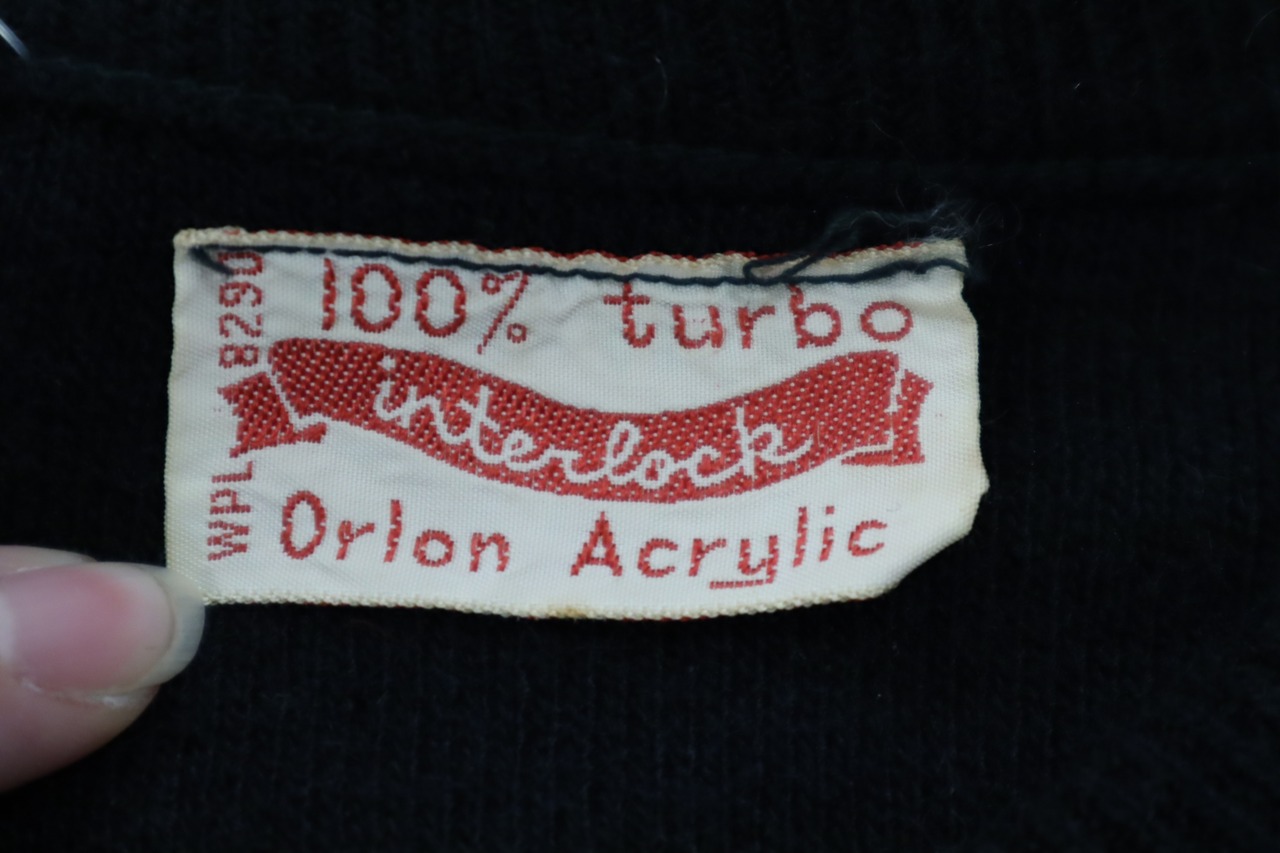 100% turbo
interlock
Orlon Acrylic
WPL 8290